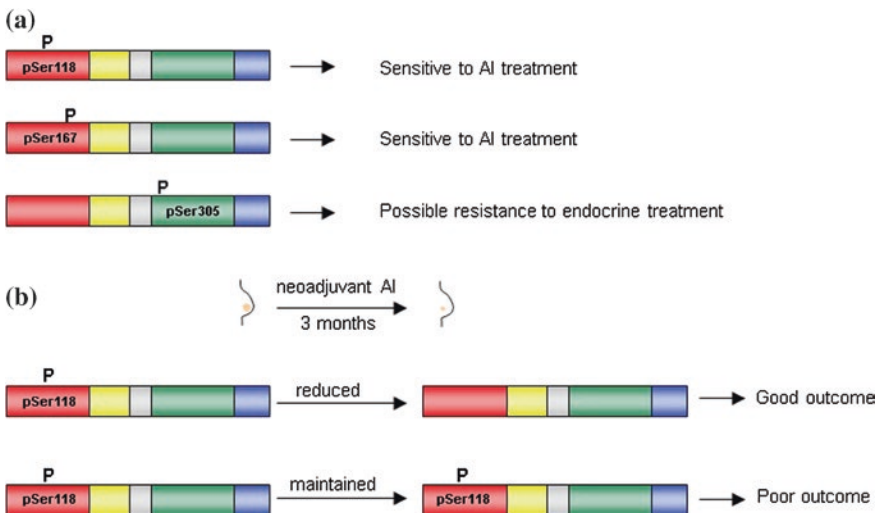 (a)
P
pSer118
Sensitive to AI treatment
P
pSer167
Sensitive to AI treatment
P
pSer305
Possible resistance to endocrine treatment
(b)
neoadjuvant AI
3 months
P
pSer118
reduced
Good outcome
P
pSer118
maintained
P
pSer118
Poor outcome